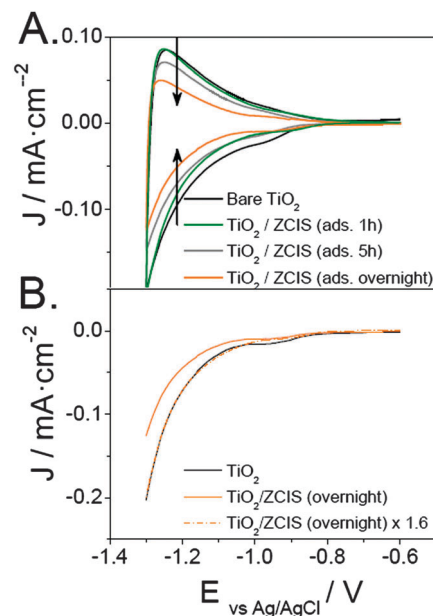 A.
0.10
0.00
-0.10
J / mA·cm⁻²
Bare TiO₂
TiO₂ / ZCIS (ads. 1h)
TiO₂ / ZCIS (ads. 5h)
TiO₂ / ZCIS (ads. overnight)
B.
0.0
-0.1
-0.2
J / mA·cm⁻²
TiO₂
TiO₂/ZCIS (overnight)
TiO₂/ZCIS (overnight) x 1.6
-1.4 -1.2 -1.0 -0.8 -0.6
E vs Ag/AgCl / V